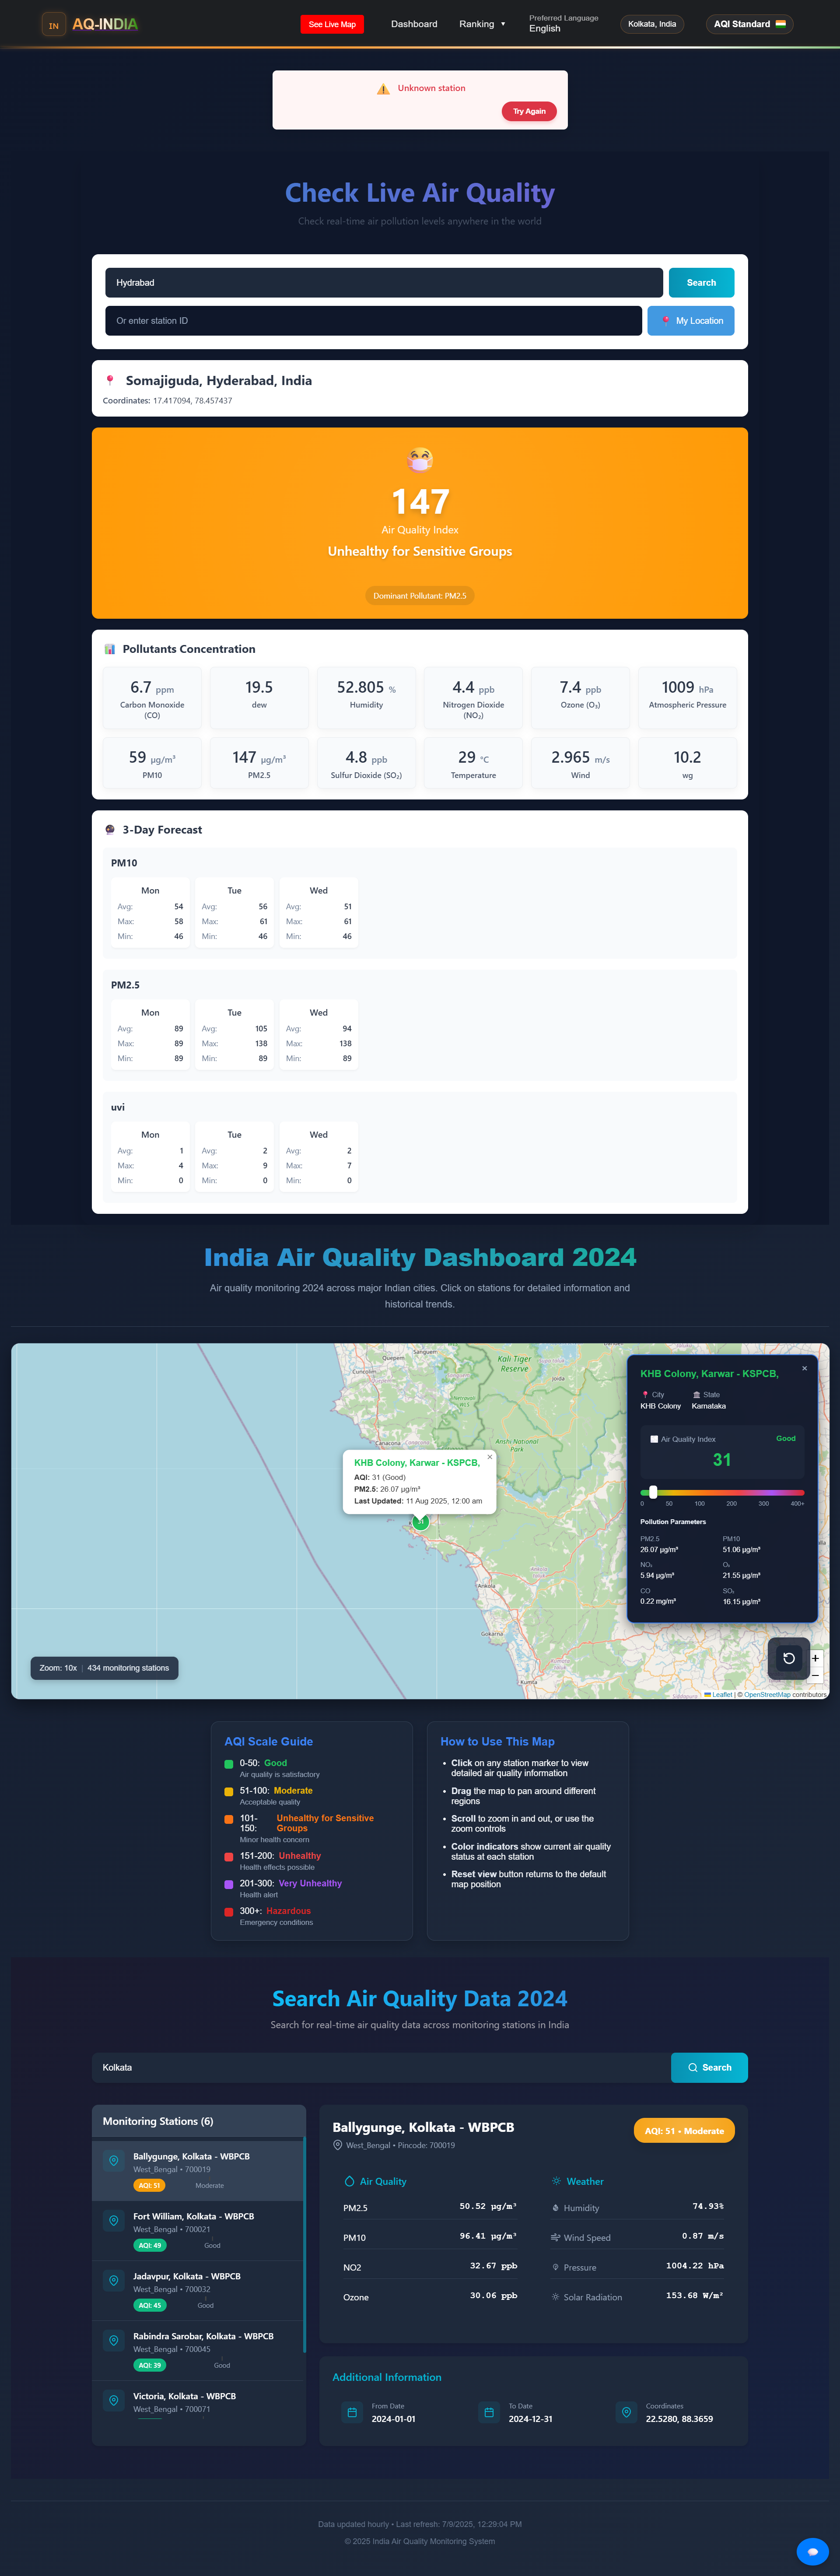 IN AQ-INDIA
See Live Map
Dashboard
Ranking ▼
Preferred Language
English
Kolkata, India
AQI Standard
Unknown station
Try Again
Check Live Air Quality
Check real-time air pollution levels anywhere in the world
Hydrabad
Search
Or enter station ID
My Location
Somajiguda, Hyderabad, India
Coordinates: 17.417094, 78.457437
147
Air Quality Index
Unhealthy for Sensitive Groups
Dominant Pollutant: PM2.5
Pollutants Concentration
6.7 ppm
Carbon Monoxide
(CO)
19.5
dew
52.805 %
Humidity
4.4 ppb
Nitrogen Dioxide
(NO₂)
7.4 ppb
Ozone (O₃)
1009 hPa
Atmospheric Pressure
59 µg/m³
PM10
147 µg/m³
PM2.5
4.8 ppb
Sulfur Dioxide (SO₂)
29 °C
Temperature
2.965 m/s
Wind
10.2
wg
3-Day Forecast
PM10
Mon
Avg: 54
Max: 58
Min: 46
Tue
Avg: 56
Max: 61
Min: 46
Wed
Avg: 51
Max: 61
Min: 46
PM2.5
Mon
Avg: 89
Max: 89
Min: 89
Tue
Avg: 105
Max: 138
Min: 89
Wed
Avg: 94
Max: 138
Min: 89
uvi
Mon
Avg: 1
Max: 4
Min: 0
Tue
Avg: 2
Max: 9
Min: 0
Wed
Avg: 2
Max: 7
Min: 0
India Air Quality Dashboard 2024
Air quality monitoring 2024 across major Indian cities. Click on stations for detailed information and
historical trends.
Quepem
Sanguem
Cuncolim
Kali Tiger
Reserve
Joida
Canacona
Anshi National
Park
Ankola
Gokarna
Kumta
KHB Colony, Karwar - KSPCB,
AQI: 31 (Good)
PM2.5: 26.07 µg/m³
Last Updated: 11 Aug 2025, 12:00 am
31
KHB Colony, Karwar - KSPCB,
City
KHB Colony
State
Karnataka
Air Quality Index
Good
31
0 50 100 200 300 400+
Pollution Parameters
PM2.5
26.07 µg/m³
PM10
51.06 µg/m³
NO₂
5.94 µg/m³
O₃
21.55 µg/m³
CO
0.22 mg/m³
SO₂
16.15 µg/m³
Zoom: 10x | 434 monitoring stations
+
−
Leaflet | © OpenStreetMap contributors
AQI Scale Guide
0-50: Good
Air quality is satisfactory
51-100: Moderate
Acceptable quality
101-
150:
Unhealthy for Sensitive
Groups
Minor health concern
151-200: Unhealthy
Health effects possible
201-300: Very Unhealthy
Health alert
300+: Hazardous
Emergency conditions
How to Use This Map
• Click on any station marker to view
detailed air quality information
• Drag the map to pan around different
regions
• Scroll to zoom in and out, or use the
zoom controls
• Color indicators show current air quality
status at each station
• Reset view button returns to the default
map position
Search Air Quality Data 2024
Search for real-time air quality data across monitoring stations in India
Kolkata
Search
Monitoring Stations (6)
Ballygunge, Kolkata - WBPCB
West_Bengal • 700019
AQI: 51
Moderate
Fort William, Kolkata - WBPCB
West_Bengal • 700021
AQI: 49
Good
Jadavpur, Kolkata - WBPCB
West_Bengal • 700032
AQI: 45
Good
Rabindra Sarobar, Kolkata - WBPCB
West_Bengal • 700045
AQI: 39
Good
Victoria, Kolkata - WBPCB
West_Bengal • 700071
Ballygunge, Kolkata - WBPCB
West_Bengal • Pincode: 700019
AQI: 51 • Moderate
Air Quality
PM2.5 50.52 µg/m³
PM10 96.41 µg/m³
NO2 32.67 ppb
Ozone 30.06 ppb
Weather
Humidity 74.93%
Wind Speed 0.87 m/s
Pressure 1004.22 hPa
Solar Radiation 153.68 W/m²
Additional Information
From Date
2024-01-01
To Date
2024-12-31
Coordinates
22.5280, 88.3659
Data updated hourly • Last refresh: 7/9/2025, 12:29:04 PM
© 2025 India Air Quality Monitoring System